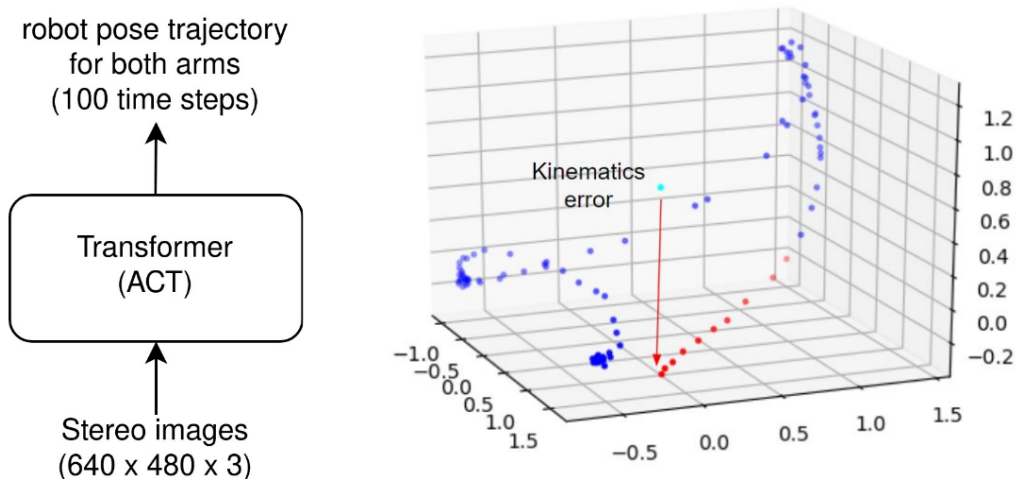 robot pose trajectory
for both arms
(100 time steps)
Transformer
(ACT)
Stereo images
(640 x 480 x 3)
Kinematics
error
1.2
1.0
0.8
0.6
0.4
0.2
0.0
−0.2
−1.0
−0.5
0.0
0.5
1.0
1.5
−0.5
0.0
0.5
1.0
1.5